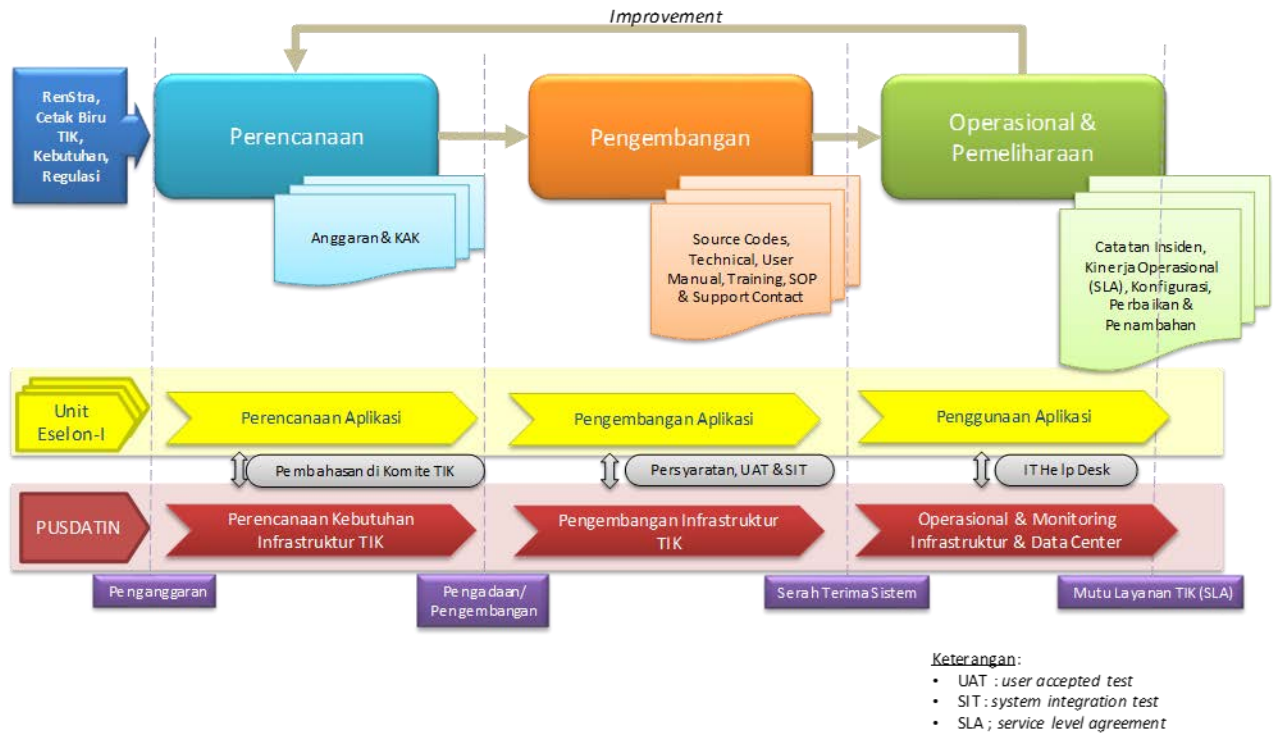 Improvement
RenStra,
Cetak Biru
TIK,
Kebutuhan,
Regulasi
Perencanaan
Pengembangan
Operasional &
Pemeliharaan
Anggaran & KAK
Source Codes,
Technical, User
Manual, Training, SOP
& Support Contact
Catatan Insiden,
Kinerja Operasional
(SLA), Konfigurasi,
Perbaikan &
Penambahan
Unit
Eselon-I
Perencanaan Aplikasi
Pengembangan Aplikasi
Penggunaan Aplikasi
Pembahasan di Komite TIK
Persyaratan, UAT & SIT
IT Help Desk
PUSDATIN
Perencanaan Kebutuhan
Infrastruktur TIK
Pengembangan Infrastruktur
TIK
Operasional & Monitoring
Infrastruktur & Data Center
Penganggaran
Pengadaan/
Pengembangan
Serah Terima Sistem
Mutu Layanan TIK (SLA)
Keterangan :
• UAT : user accepted test
• SIT : system integration test
• SLA ; service level agreement